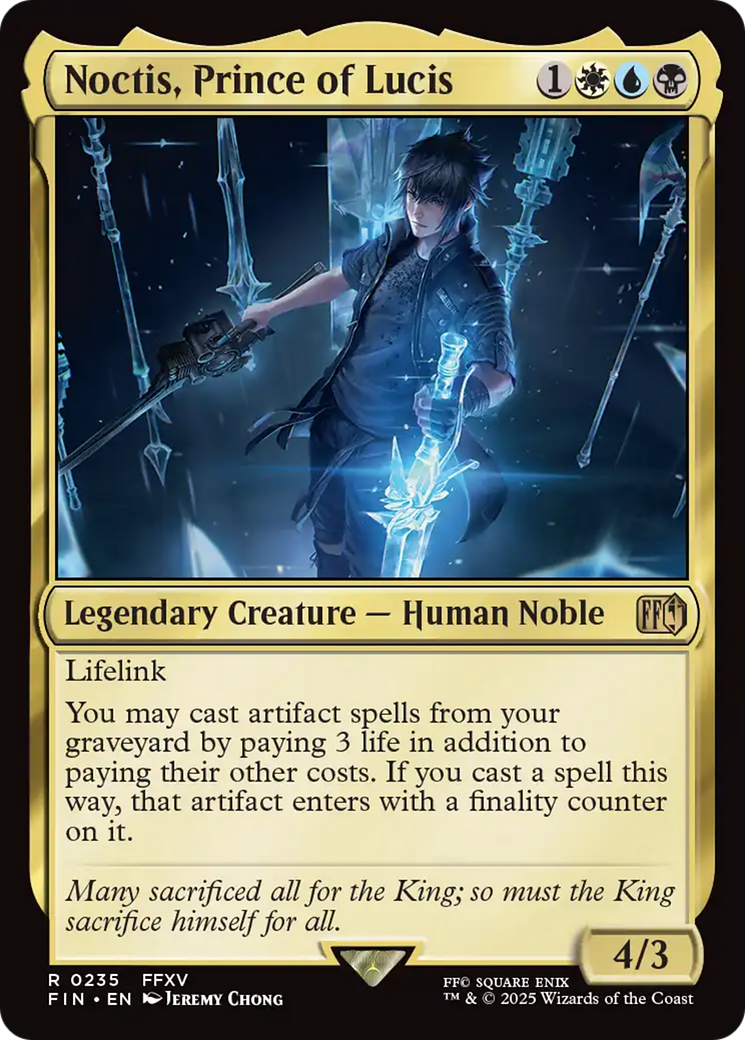 Noctis, Prince of Lucis 1
Legendary Creature — Human Noble FF
Lifelink
You may cast artifact spells from your
graveyard by paying 3 life in addition to
paying their other costs. If you cast a spell this
way, that artifact enters with a finality counter
on it.
Many sacrificed all for the King; so must the King
sacrifice himself for all.
4/3
R 0235 FFXV
FIN • EN Jeremy Chong
FF© SQUARE ENIX
™ & © 2025 Wizards of the Coast